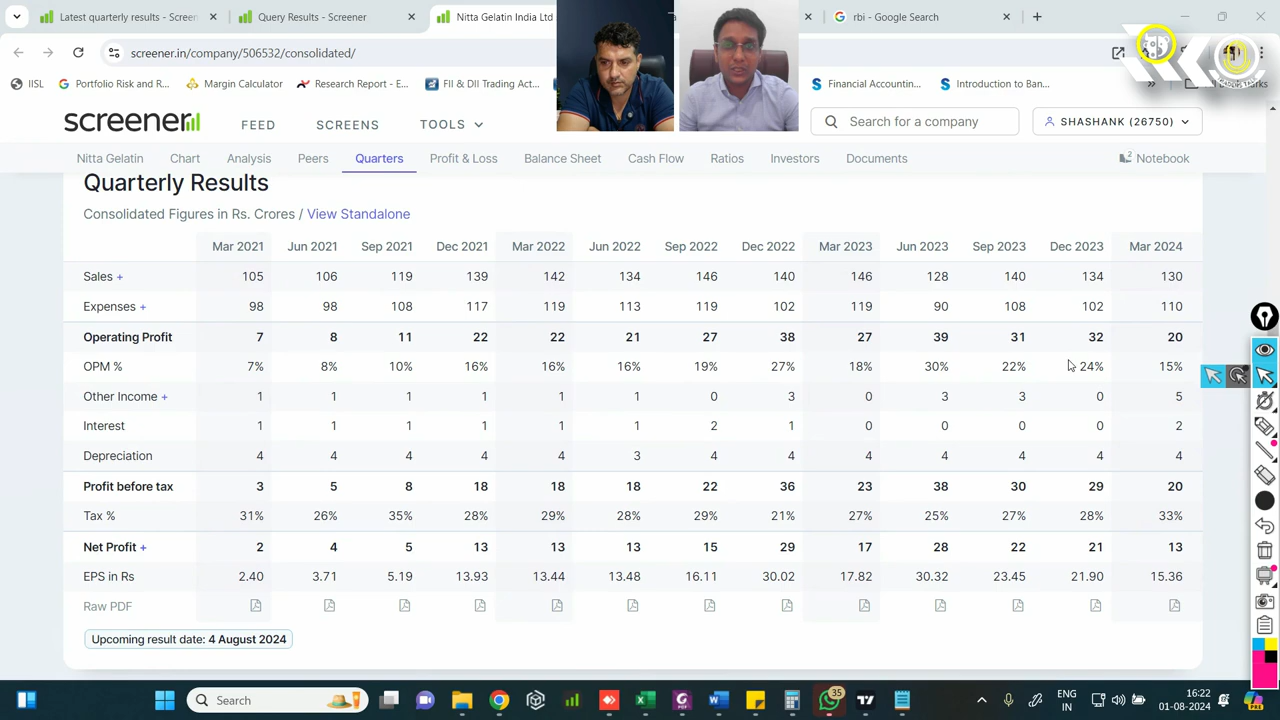 Latest quarterly results - Screen
Query Results - Screener
Nitta Gelatin India Ltd
rbi - Google Search
screener.in/company/506532/consolidated/
IISL
Portfolio Risk and R...
Margin Calculator
Research Report - E...
FII & DII Trading Act...
Financial Accountin...
Introduction to Ban...
screener
FEED
SCREENS
TOOLS
Search for a company
SHASHANK (26750)
Nitta Gelatin Chart Analysis Peers Quarters Profit & Loss Balance Sheet Cash Flow Ratios Investors Documents 2 Notebook
Quarterly Results
Consolidated Figures in Rs. Crores / View Standalone
Mar 2021 Jun 2021 Sep 2021 Dec 2021 Mar 2022 Jun 2022 Sep 2022 Dec 2022 Mar 2023 Jun 2023 Sep 2023 Dec 2023 Mar 2024
Sales + 105 106 119 139 142 134 146 140 146 128 140 134 130
Expenses + 98 98 108 117 119 113 119 102 119 90 108 102 110
Operating Profit 7 8 11 22 22 21 27 38 27 39 31 32 20
OPM % 7% 8% 10% 16% 16% 16% 19% 27% 18% 30% 22% 24% 15%
Other Income + 1 1 1 1 1 1 0 3 0 3 3 0 5
Interest 1 1 1 1 1 1 2 1 0 0 0 0 2
Depreciation 4 4 4 4 4 3 4 4 4 4 4 4 4
Profit before tax 3 5 8 18 18 18 22 36 23 38 30 29 20
Tax % 31% 26% 35% 28% 29% 28% 29% 21% 27% 25% 27% 28% 33%
Net Profit + 2 4 5 13 13 13 15 29 17 28 22 21 13
EPS in Rs 2.40 3.71 5.19 13.93 13.44 13.48 16.11 30.02 17.82 30.32 23.45 21.90 15.36
Raw PDF
Upcoming result date: 4 August 2024
Search
35
ENG
IN
16:22
01-08-2024